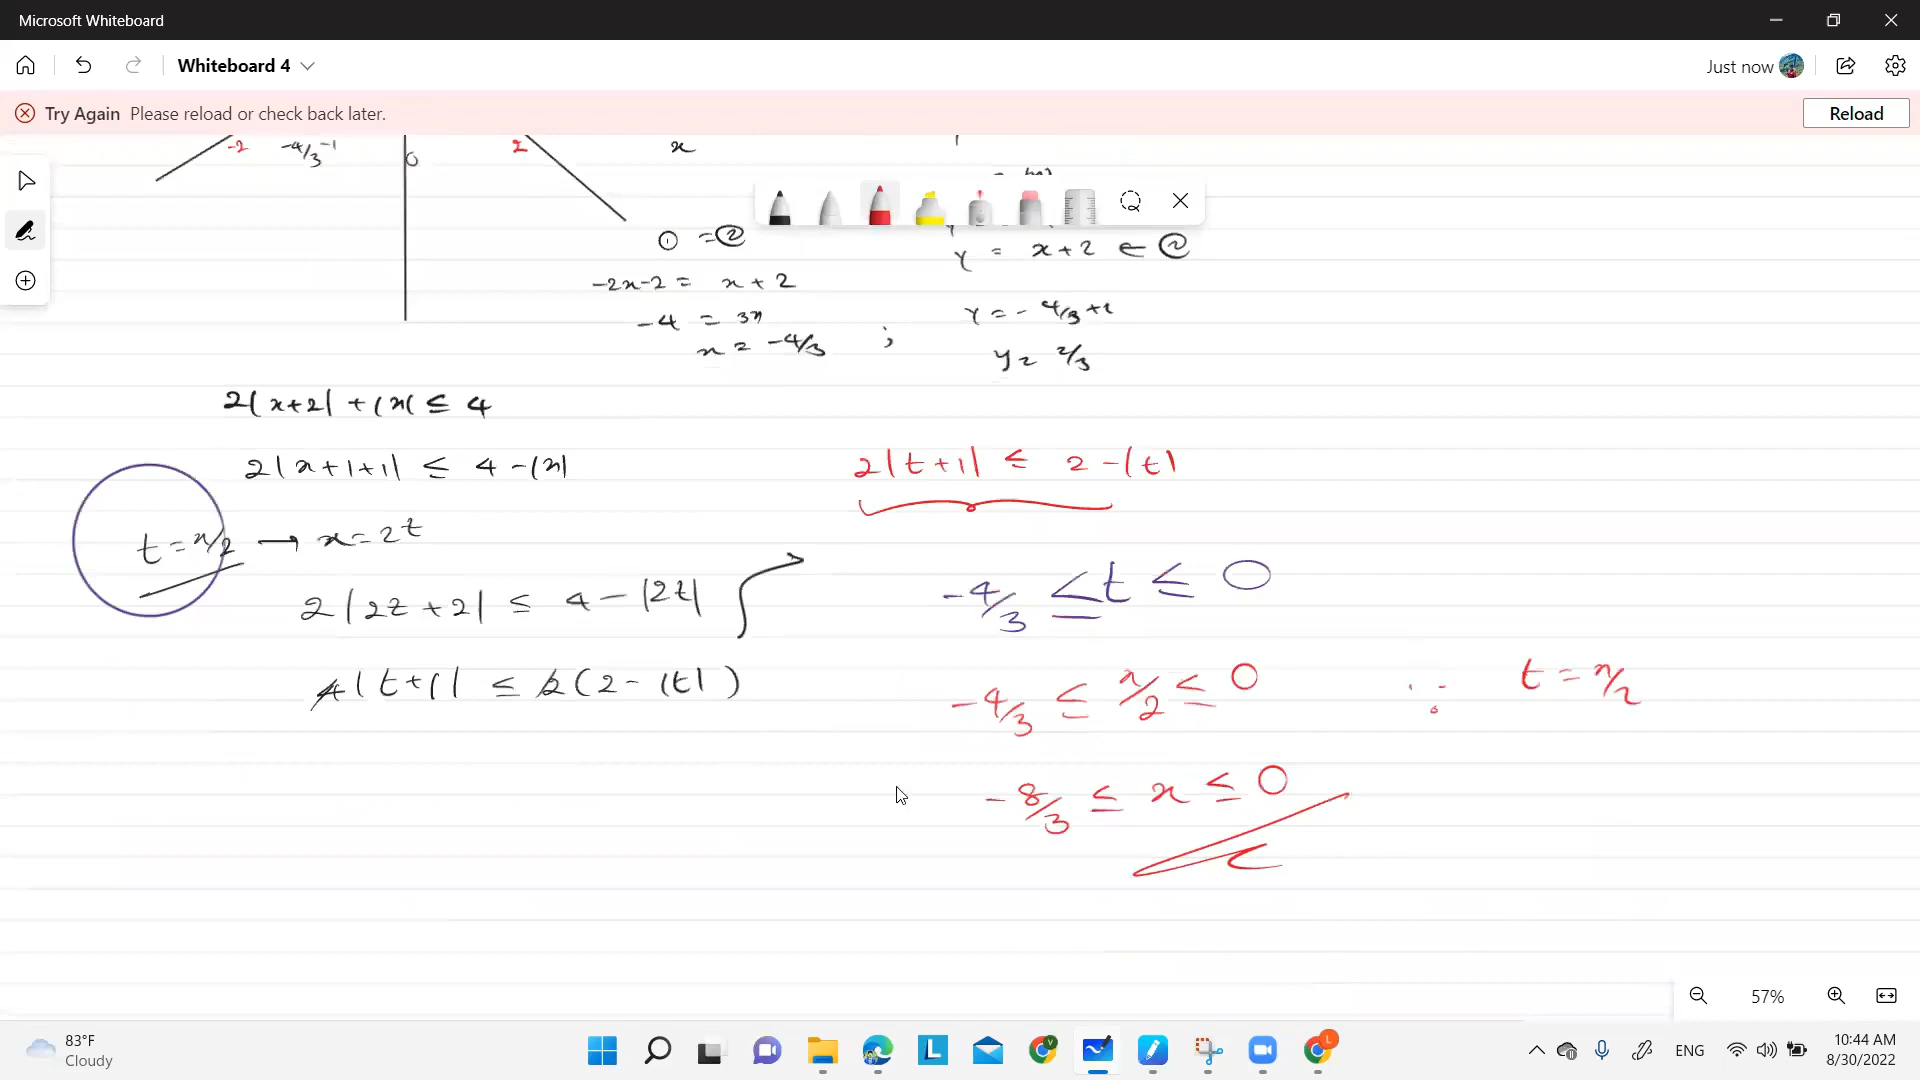 Microsoft Whiteboard
Whiteboard 4
Just now
Try Again Please reload or check back later.
Reload
-2 -4/3 -1 0 2 x
① = ②
-2x-2 = x + 2
-4 = 3x
x = -4/3 ;
y = x+2 ← ②
y = - 4/3 +2
y = 2/3
2|x+2| + |x| ≤ 4
2|x+1+1| ≤ 4 - |x|
t = x/2 → x = 2t
2|2t+2| ≤ 4 - |2t|
4|t+1| ≤ 2(2-|t|)
2|t+1| ≤ 2-|t|
-4/3 ≤ t ≤ 0
-4/3 ≤ x/2 ≤ 0 ∵ t = x/2
-8/3 ≤ x ≤ 0
57%
83°F
Cloudy
ENG
10:44 AM
8/30/2022